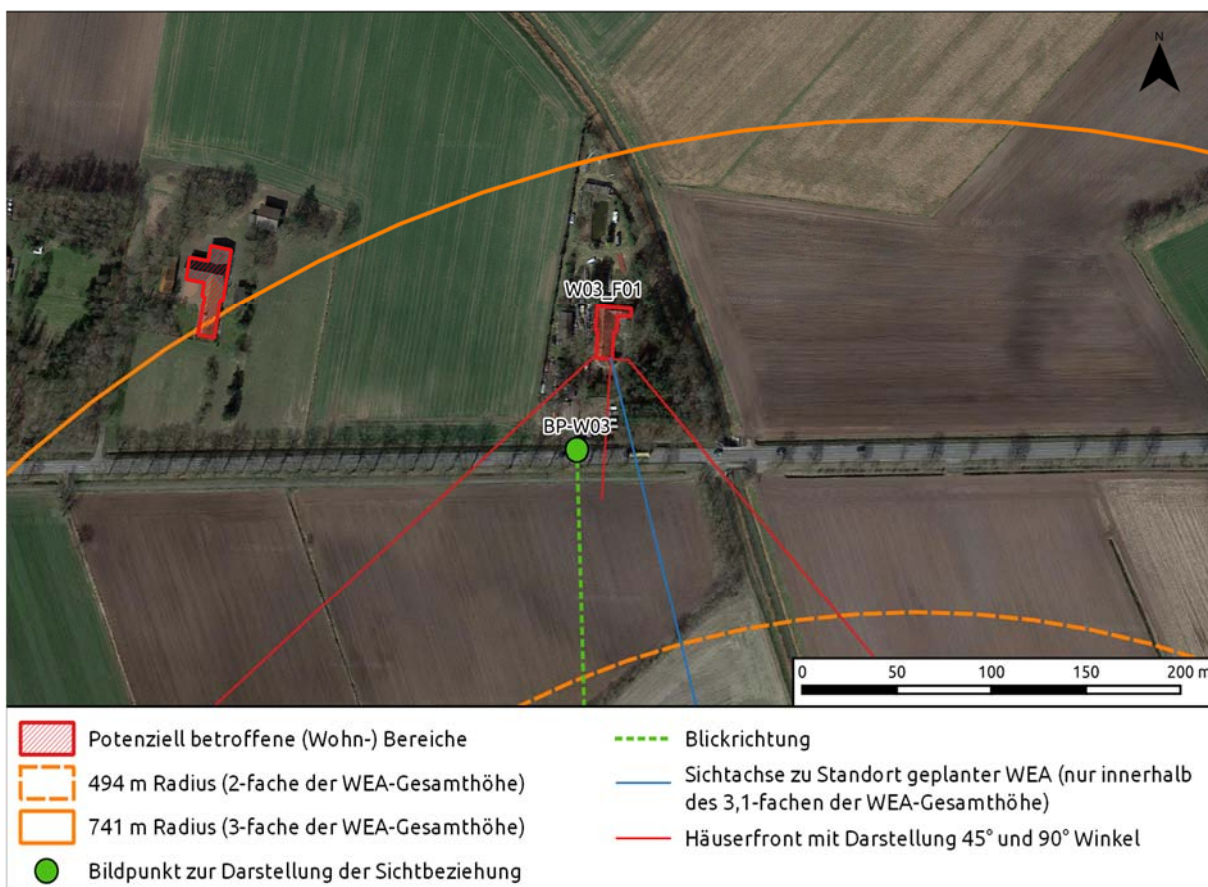 N
W03_F01
BP-W03
0 50 100 150 200 m
Potenziell betroffene (Wohn-) Bereiche
494 m Radius (2-fache der WEA-Gesamthöhe)
741 m Radius (3-fache der WEA-Gesamthöhe)
Bildpunkt zur Darstellung der Sichtbeziehung
Blickrichtung
Sichtachse zu Standort geplanter WEA (nur innerhalb
des 3,1-fachen der WEA-Gesamthöhe)
Häuserfront mit Darstellung 45° und 90° Winkel